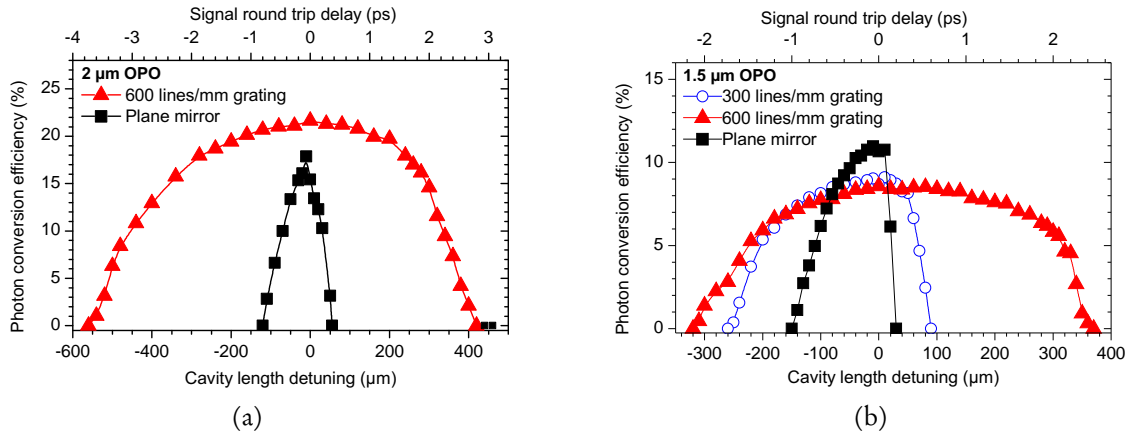 Signal round trip delay (ps)
-4 -3 -2 -1 0 1 2 3
2 µm OPO
600 lines/mm grating
Plane mirror
Photon conversion efficiency (%)
25
20
15
10
5
0
-600 -400 -200 0 200 400
Cavity length detuning (µm)
(a)
Signal round trip delay (ps)
-2 -1 0 1 2
1.5 µm OPO
300 lines/mm grating
600 lines/mm grating
Plane mirror
Photon conversion efficiency (%)
15
10
5
0
-300 -200 -100 0 100 200 300 400
Cavity length detuning (µm)
(b)